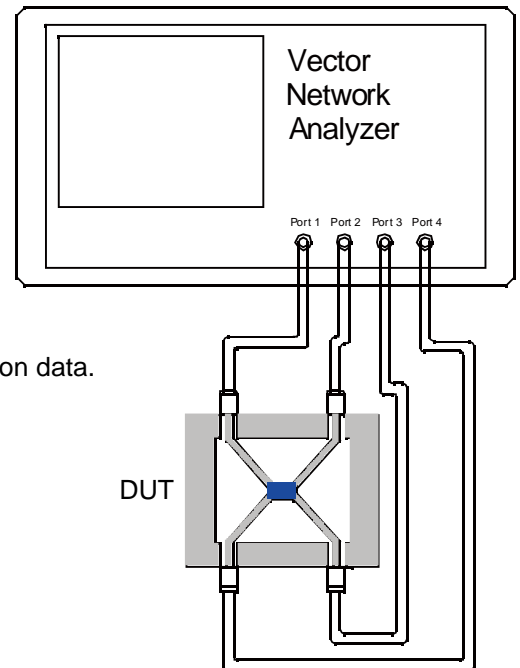 Vector
Network
Analyzer
Port 1 Port 2 Port 3 Port 4
on data.
DUT